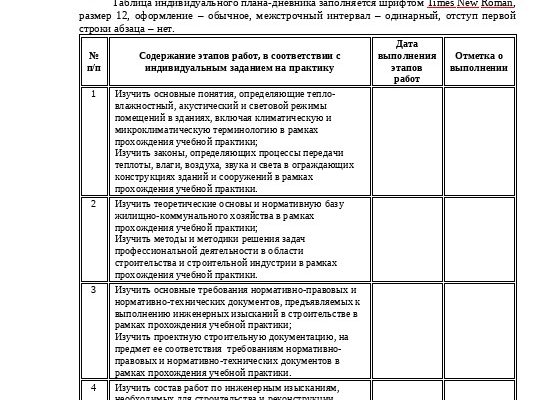 Таблица индивидуального плана-дневника заполняется шрифтом Times New Roman,
размер 12, оформление – обычное, межстрочный интервал – одинарный, отступ первой
строки абзаца – нет.
№ п/п
Содержание этапов работ, в соответствии с
индивидуальным заданием на практику
Дата
выполнения
этапов
работ
Отметка о
выполнении
1
Изучить основные понятия, определяющие тепло-
влажностный, акустический и световой режимы
помещений в зданиях, включая климатическую и
микроклиматическую терминологию в рамках
прохождения учебной практики;
Изучить законы, определяющих процессы передачи
теплоты, влаги, воздуха, звука и света в ограждающих
конструкциях зданий и сооружений в рамках
прохождения учебной практики.
2
Изучить теоретические основы и нормативную базу
жилищно-коммунального хозяйства в рамках
прохождения учебной практики;
Изучить методы и методики решения задач
профессиональной деятельности в области
строительства и строительной индустрии в рамках
прохождения учебной практики.
3
Изучить основные требования нормативно-правовых и
нормативно-технических документов, предъявляемых к
выполнению инженерных изысканий в строительстве в
рамках прохождения учебной практики;
Изучить проектную строительную документацию, на
предмет ее соответствия требованиям нормативно-
правовых и нормативно-технических документов в
рамках прохождения учебной практики.
4
Изучить состав работ по инженерным изысканиям,
необходимых для строительства и реконструкции